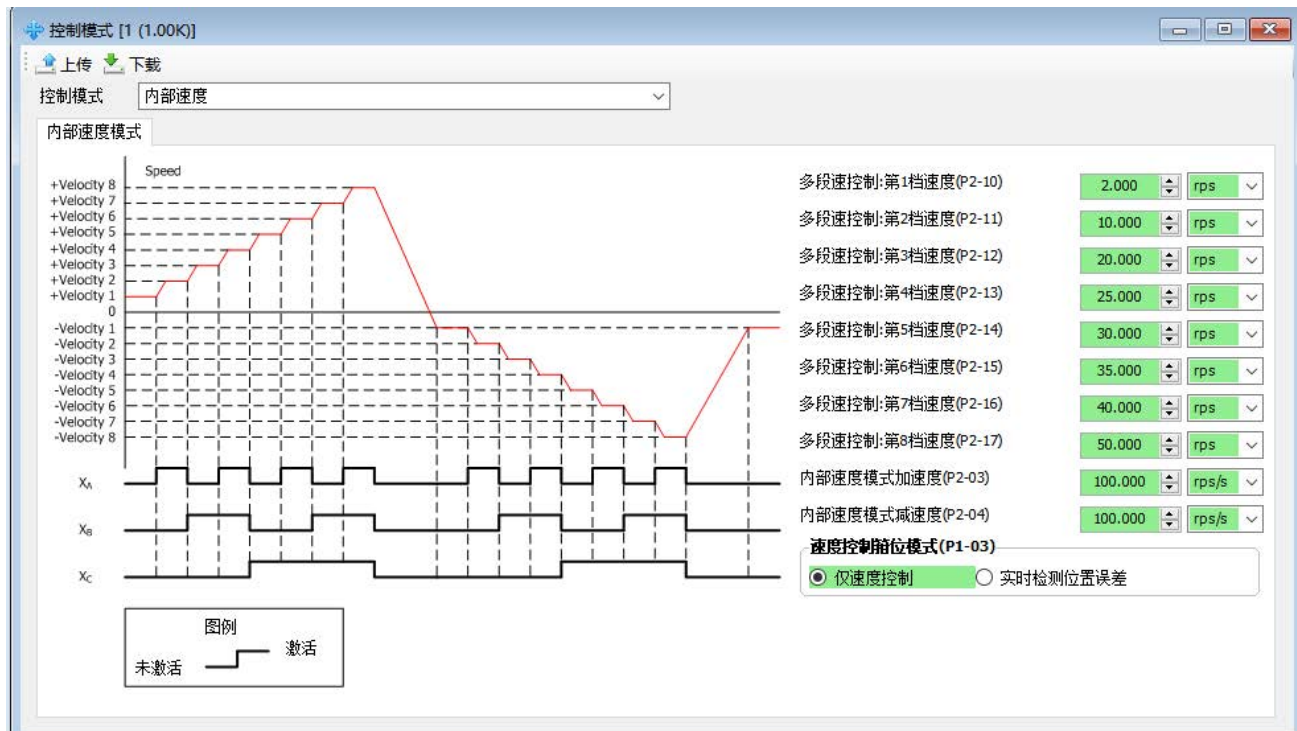 控制模式 [1 (1.00K)]
上传 下载
控制模式 内部速度
内部速度模式
Speed
+Velocity 8
+Velocity 7
+Velocity 6
+Velocity 5
+Velocity 4
+Velocity 3
+Velocity 2
+Velocity 1
0
-Velocity 1
-Velocity 2
-Velocity 3
-Velocity 4
-Velocity 5
-Velocity 6
-Velocity 7
-Velocity 8
XA
XB
XC
图例
未激活 激活
多段速控制:第1档速度(P2-10) 2.000 rps
多段速控制:第2档速度(P2-11) 10.000 rps
多段速控制:第3档速度(P2-12) 20.000 rps
多段速控制:第4档速度(P2-13) 25.000 rps
多段速控制:第5档速度(P2-14) 30.000 rps
多段速控制:第6档速度(P2-15) 35.000 rps
多段速控制:第7档速度(P2-16) 40.000 rps
多段速控制:第8档速度(P2-17) 50.000 rps
内部速度模式加速度(P2-03) 100.000 rps/s
内部速度模式减速度(P2-04) 100.000 rps/s
速度控制箝位模式(P1-03)
仅速度控制 实时检测位置误差